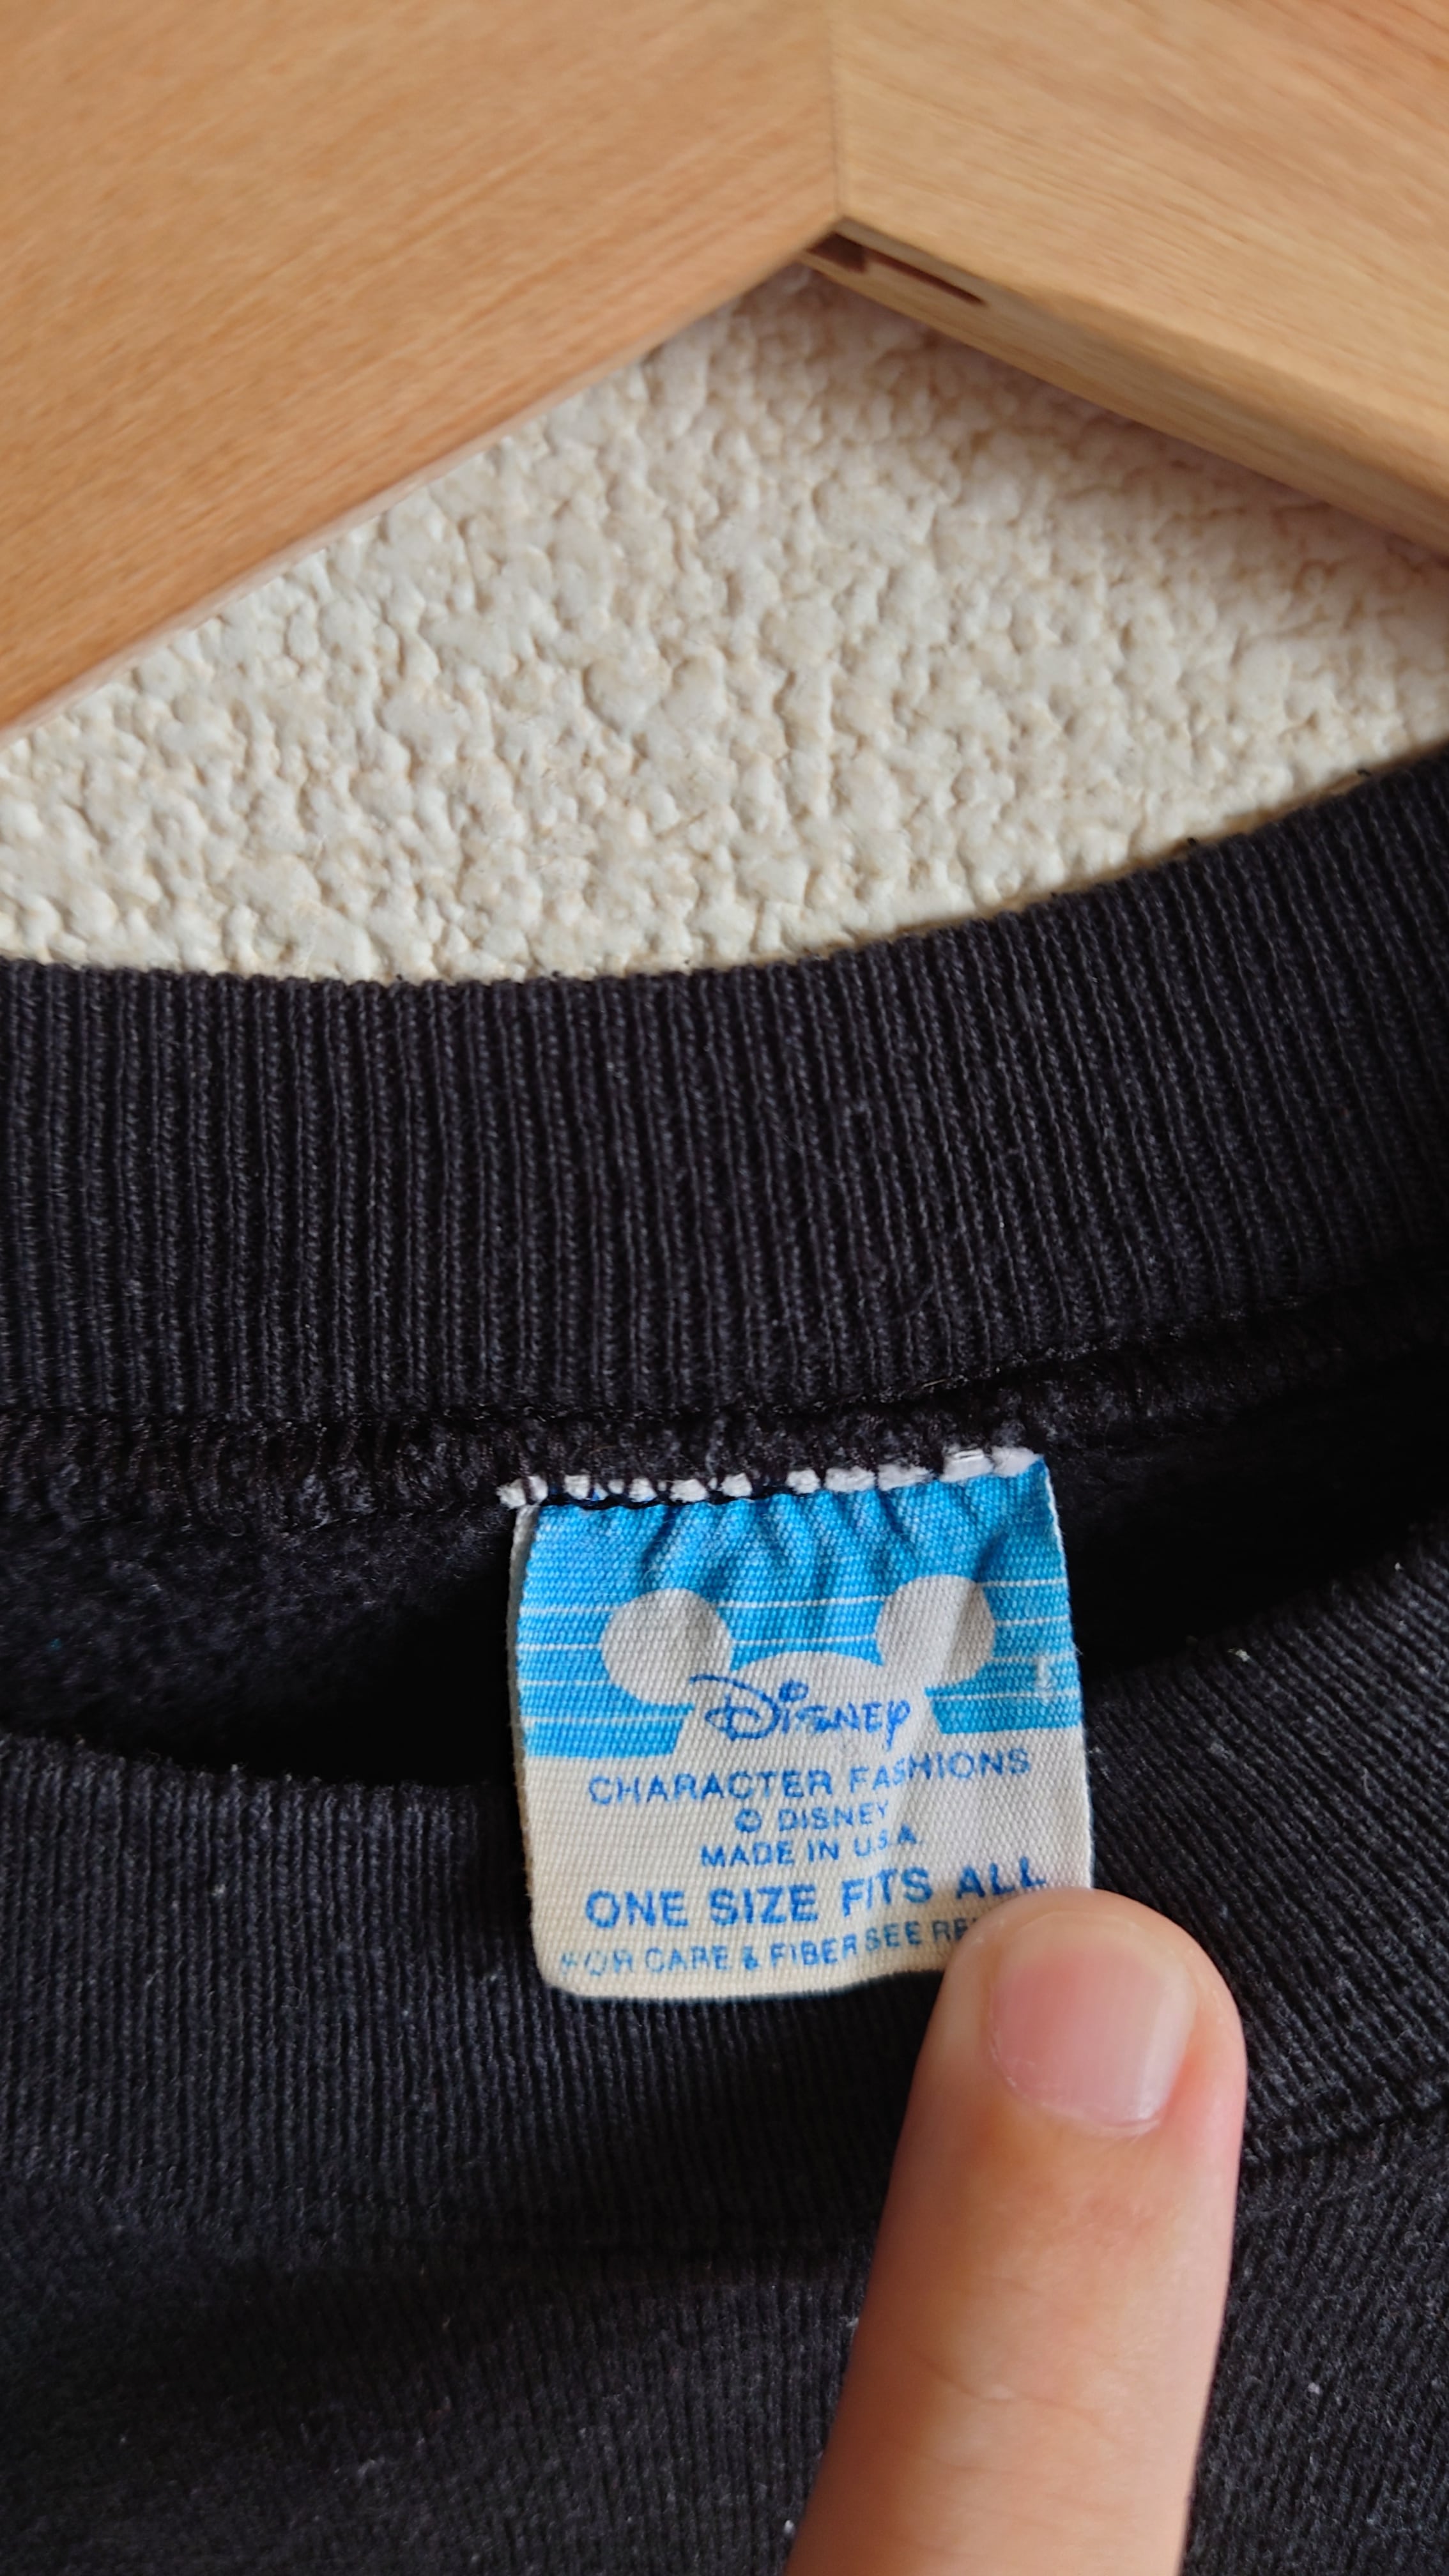 Disney
CHARACTER FASHIONS
© DISNEY
MADE IN U.S.A.
ONE SIZE FITS ALL
FOR CARE & FIBER SEE